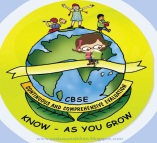 CBSE
CONTINUOUS AND COMPREHENSIVE EVALUATION
KNOW - AS YOU GROW